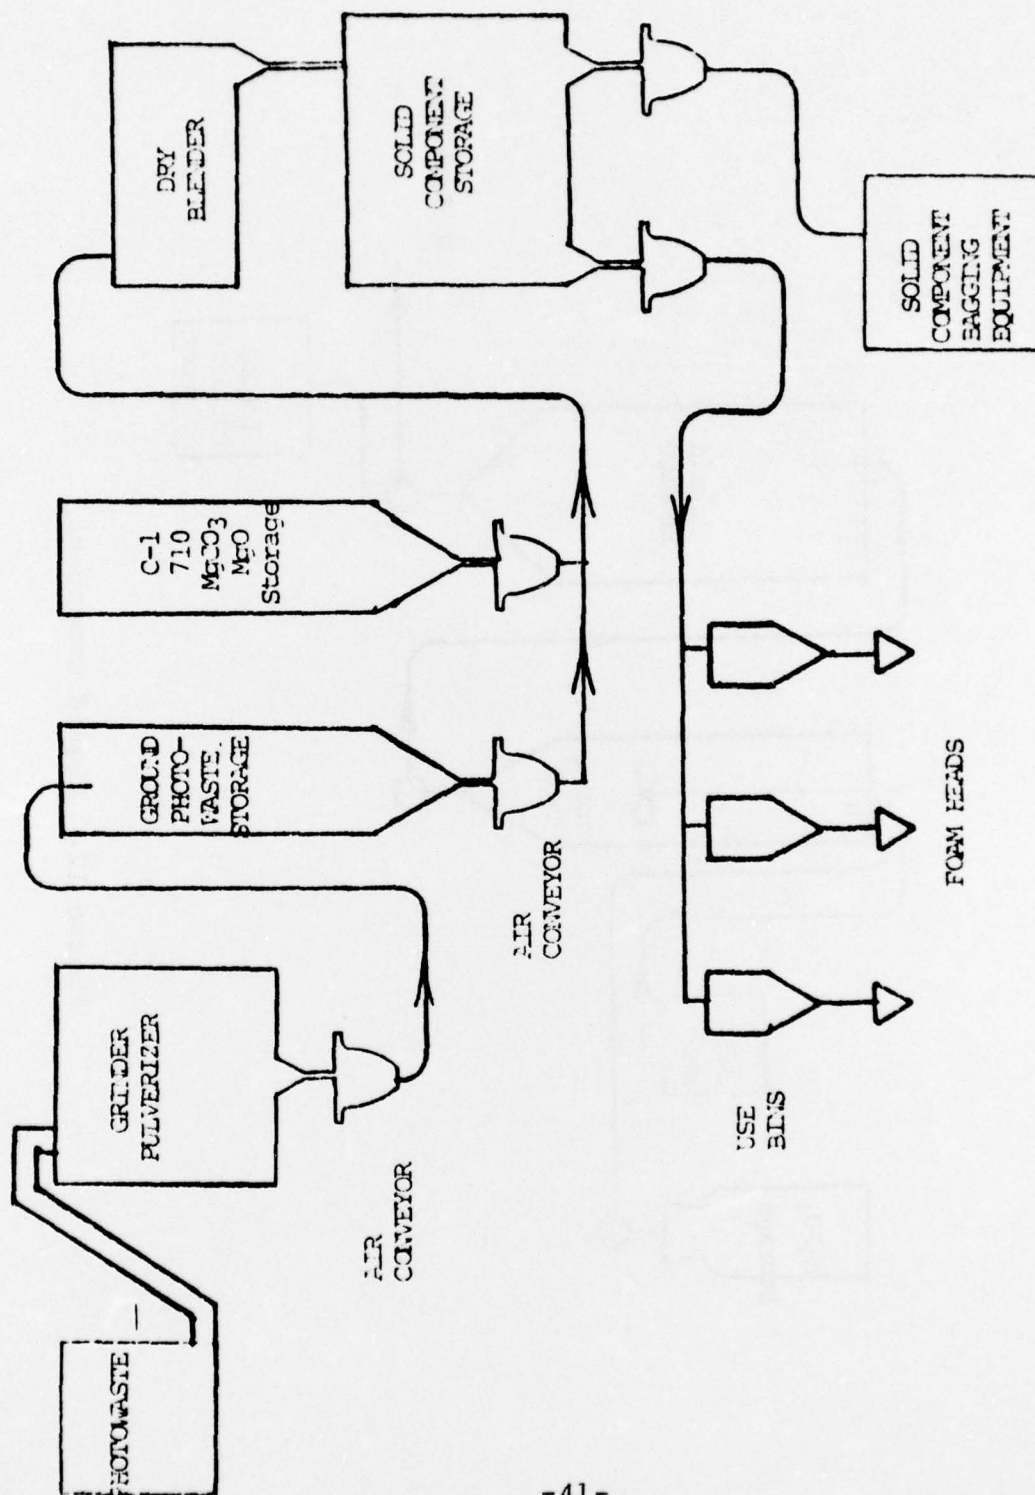 HOTOWASTE
GRINDER
PULVERIZER
AIR
CONVEYOR
GROUND
PHOTO-
WASTE
STORAGE
AIR
CONVEYOR
C-1
710
MgCO3
MgO
Storage
DRY
BLENDER
SOLID
COMPONENT
STORAGE
SOLID
COMPONENT
BAGGING
EQUIPMENT
USE
BINS
FOAM HEADS
-41-